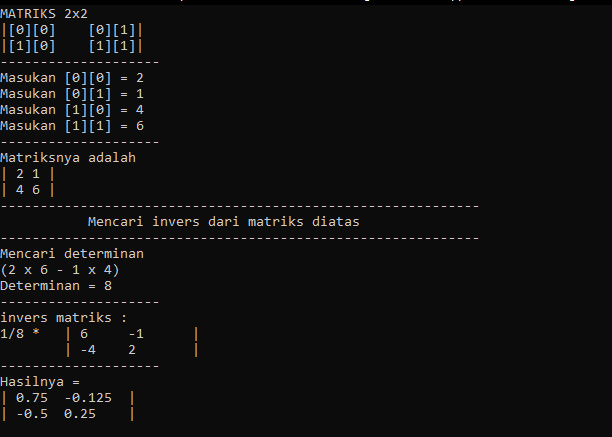 MATRIKS 2x2
|[0][0]    [0][1]|
|[1][0]    [1][1]|
--------------------
Masukan [0][0] = 2
Masukan [0][1] = 1
Masukan [1][0] = 4
Masukan [1][1] = 6
--------------------
Matriksnya adalah
| 2 1 |
| 4 6 |
------------------------------------------------------------
           Mencari invers dari matriks diatas
------------------------------------------------------------
Mencari determinan
(2 x 6 - 1 x 4)
Determinan = 8
--------------------
invers matriks :
1/8 *   | 6     -1      |
        | -4    2       |
--------------------
Hasilnya =
| 0.75  -0.125  |
| -0.5  0.25    |